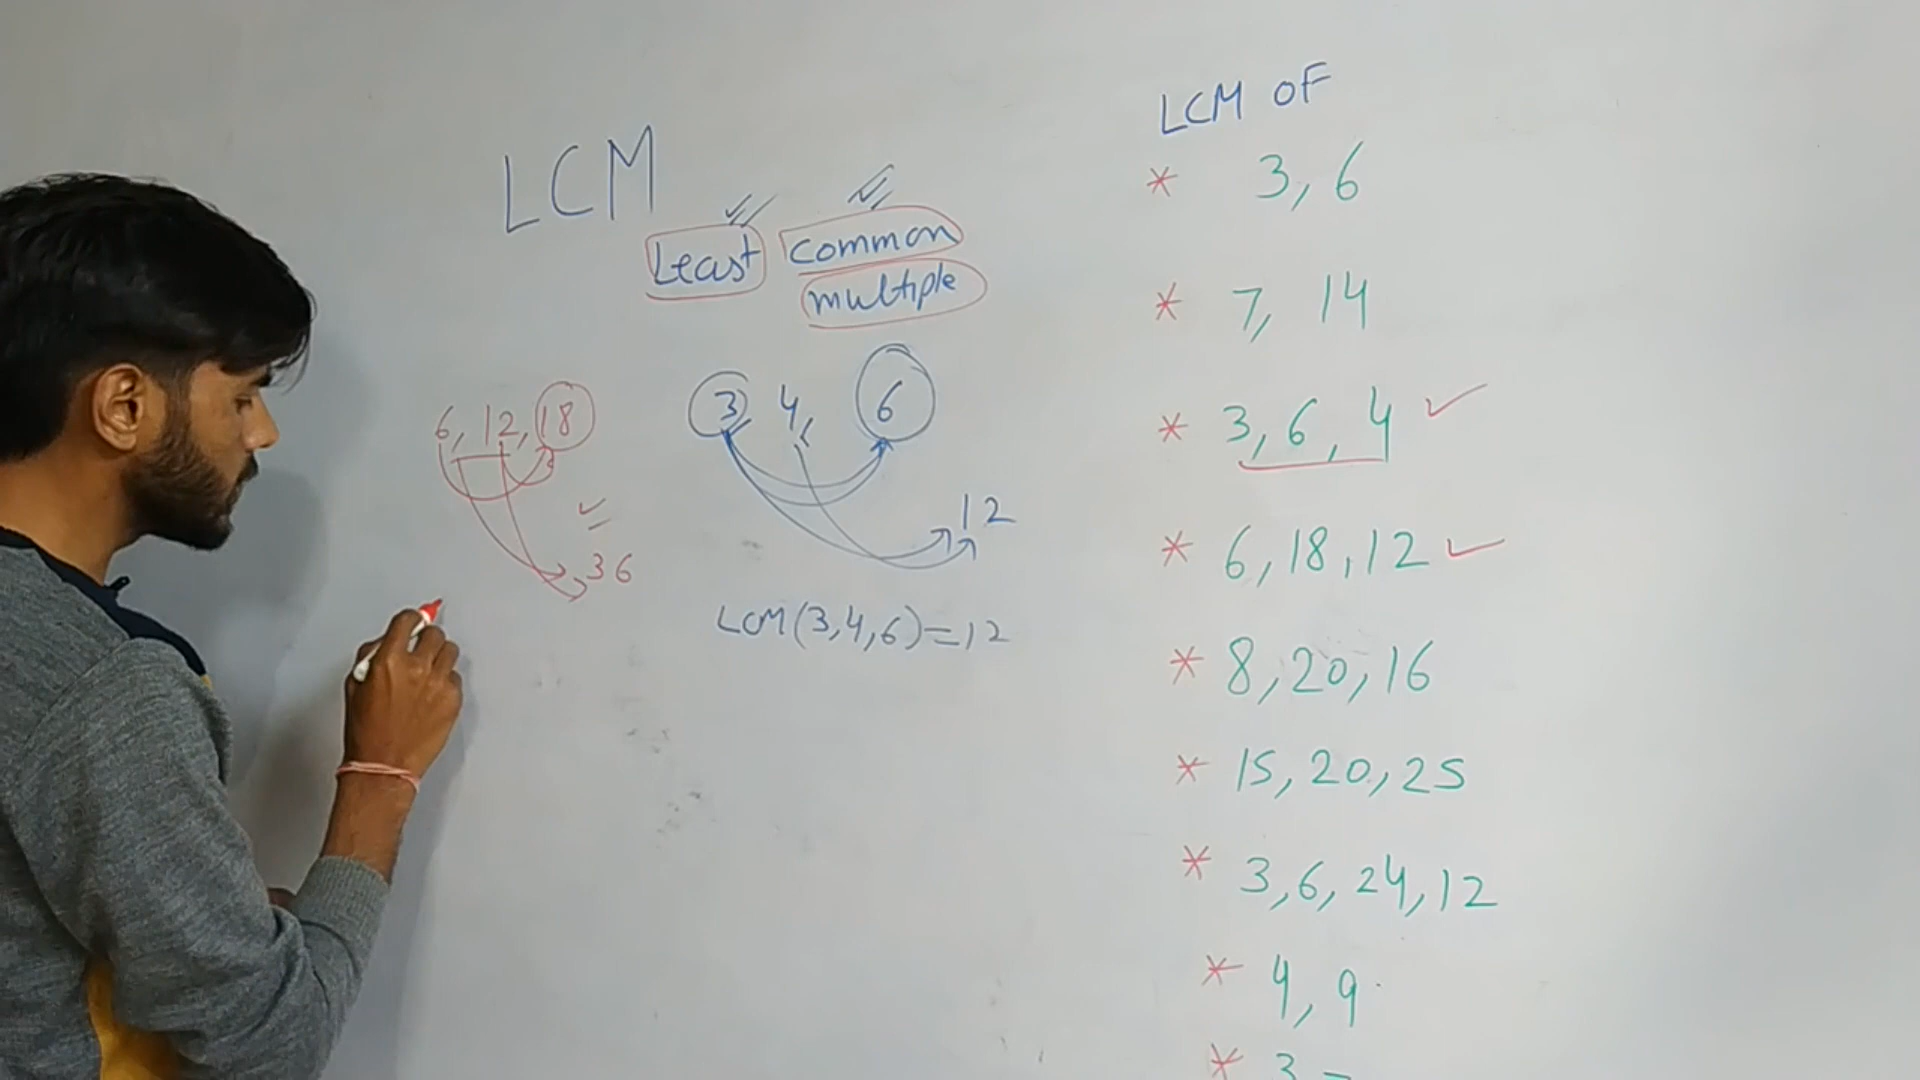 LCM
Least common
multiple
6, 12, 18
36
3, 4, 6
12
LCM(3,4,6)=12
LCM OF
* 3, 6
* 7, 14
* 3, 6, 4 ✓
* 6, 18, 12 ✓
* 8, 20, 16
* 15, 20, 25
* 3, 6, 24, 12
* 4, 9
* 3